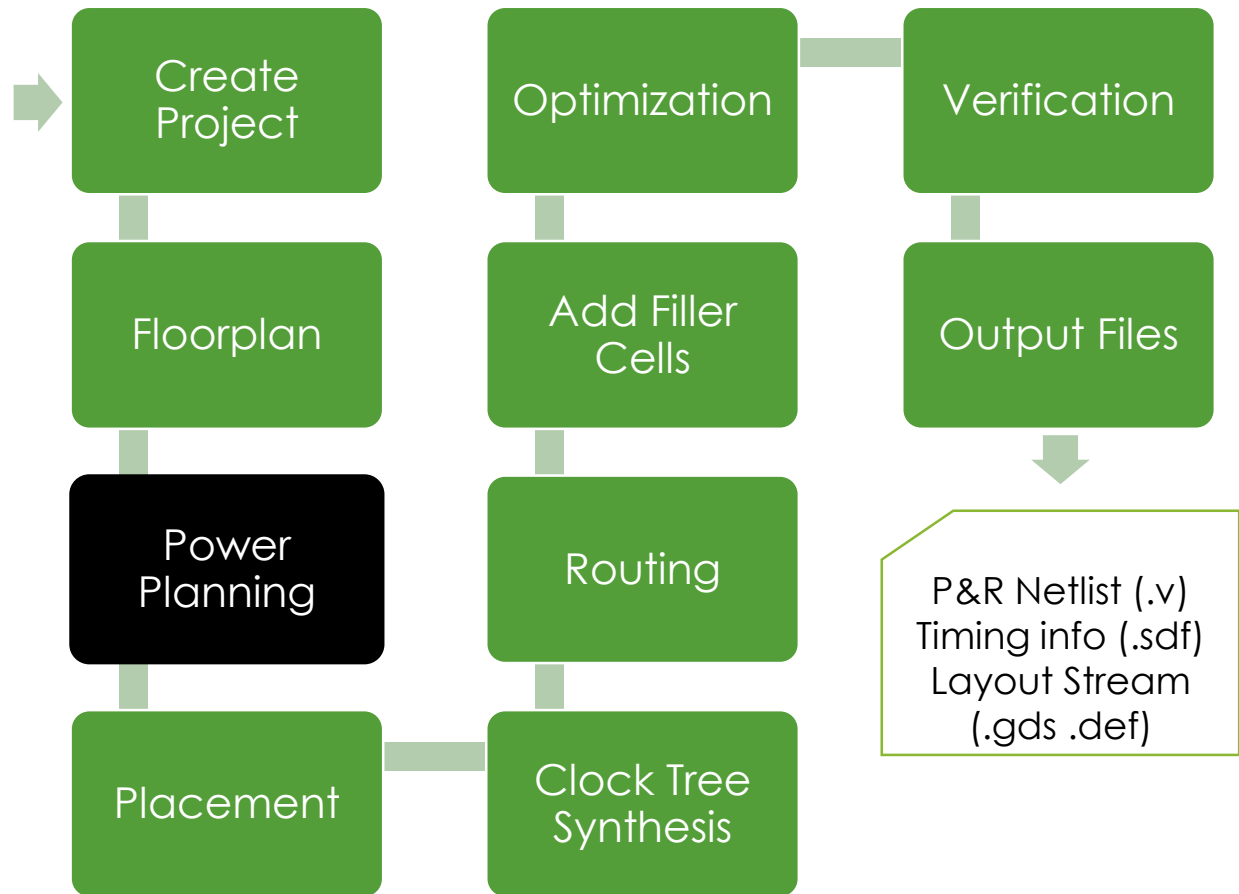 Create
Project
Floorplan
Power
Planning
Placement
Clock Tree
Synthesis
Routing
Add Filler
Cells
Optimization
Verification
Output Files
P&R Netlist (.v)
Timing info (.sdf)
Layout Stream
(.gds .def)